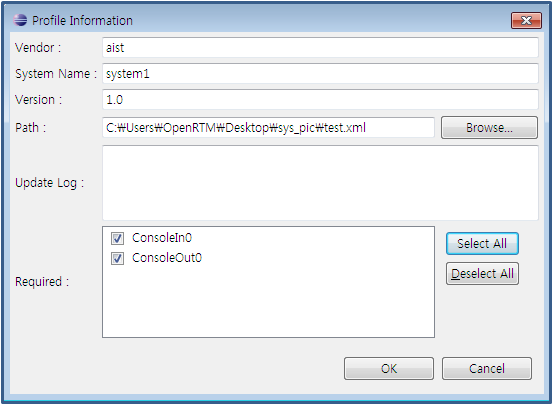 Profile Information
Vendor : aist
System Name : system1
Version : 1.0
Path : C:₩Users₩OpenRTM₩Desktop₩sys_pic₩test.xml Browse...
Update Log :
ConsoleIn0 Select All
ConsoleOut0
Deselect All
Required :
OK Cancel